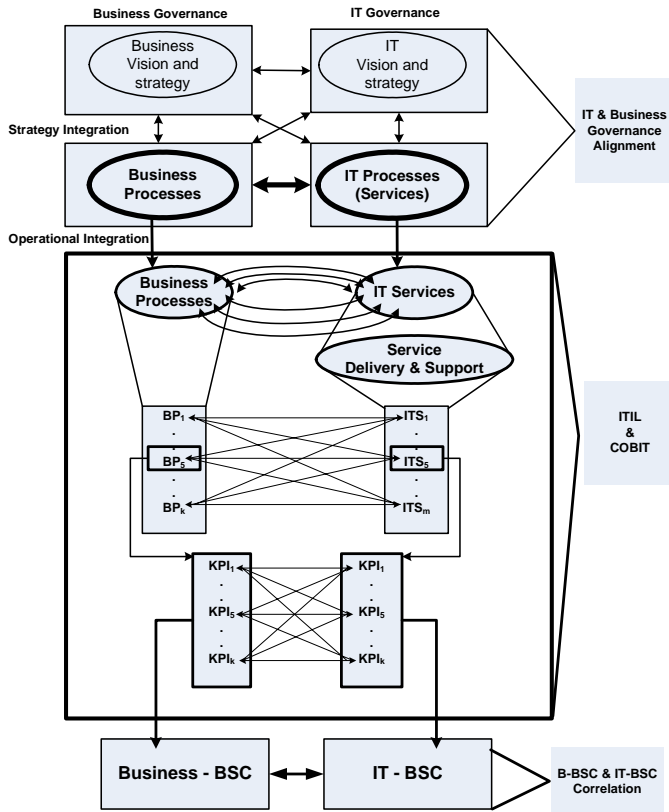 Business Governance
IT Governance
Business
Vision and
strategy
IT
Vision and
strategy
IT & Business
Governance
Alignment
Strategy Integration
Business
Processes
IT Processes
(Services)
Operational Integration
Business
Processes
IT Services
Service
Delivery & Support
BP1
.
.
BP5
.
.
BPk
ITS1
.
.
ITS5
.
.
ITSm
ITIL
&
COBIT
KPI1
.
.
KPI5
.
.
KPIk
KPI1
.
.
KPI5
.
.
KPIk
Business - BSC
IT - BSC
B-BSC & IT-BSC
Correlation